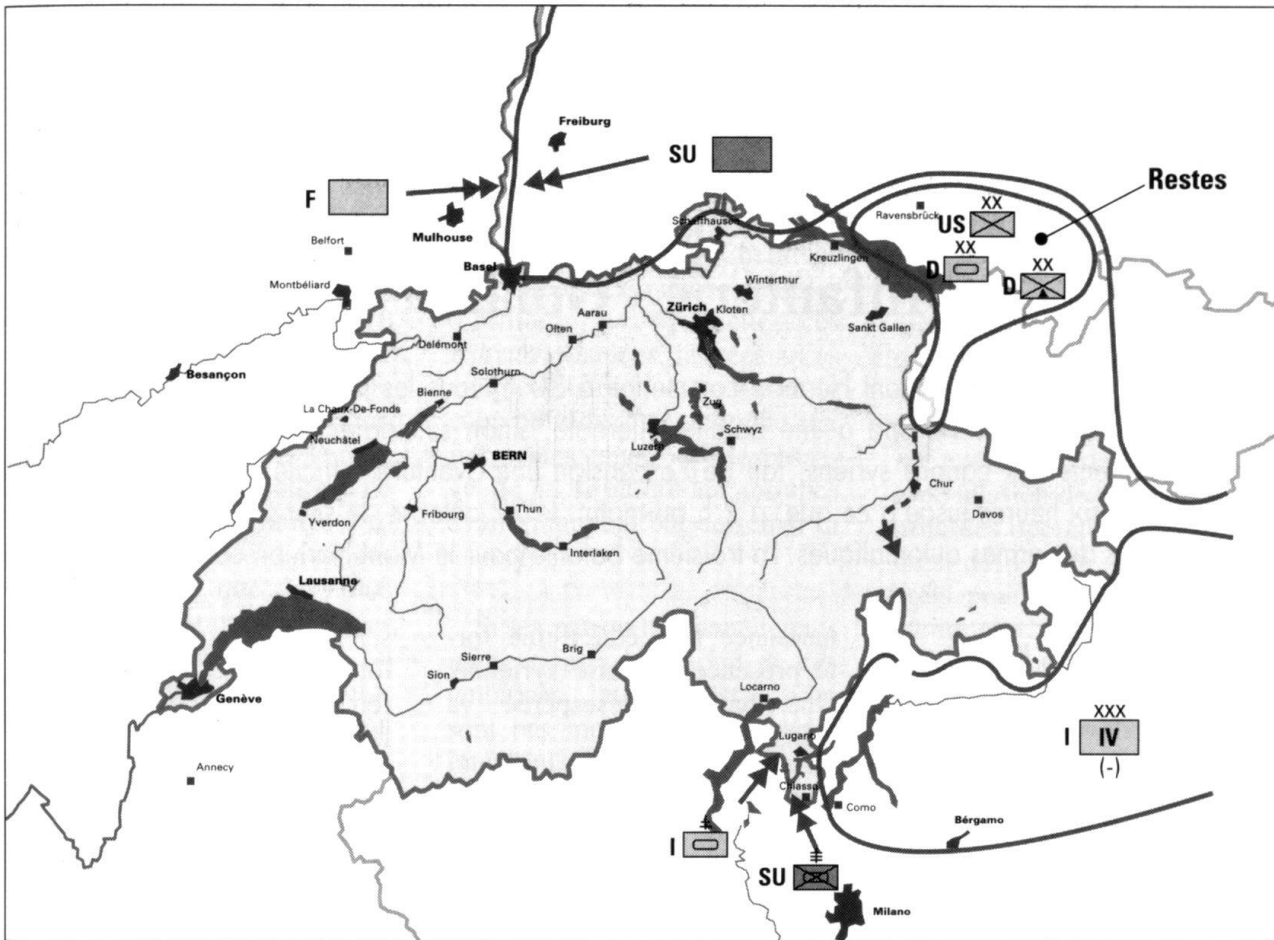 Freiburg
SU
F
Restes
Ravensbrück
XX
US
Mulhouse
Belfort
Schaffhausen
Kreuzlingen
XX
D
XX
D
Basel
Winterthur
Montbéliard
Zürich
Kloten
Aarau
Sankt Gallen
Olten
Delémont
Besançon
Solothurn
Bienne
Zug
La Chaux-De-Fonds
Neuchâtel
Schwyz
Luzern
BERN
Chur
Davos
Thun
Fribourg
Yverdon
Interlaken
Lausanne
Brig
Sierre
Sion
Genève
Locarno
XXX
I IV
(-)
Lugano
Annecy
Chiasso
Como
Bérgamo
I
SU
Milano